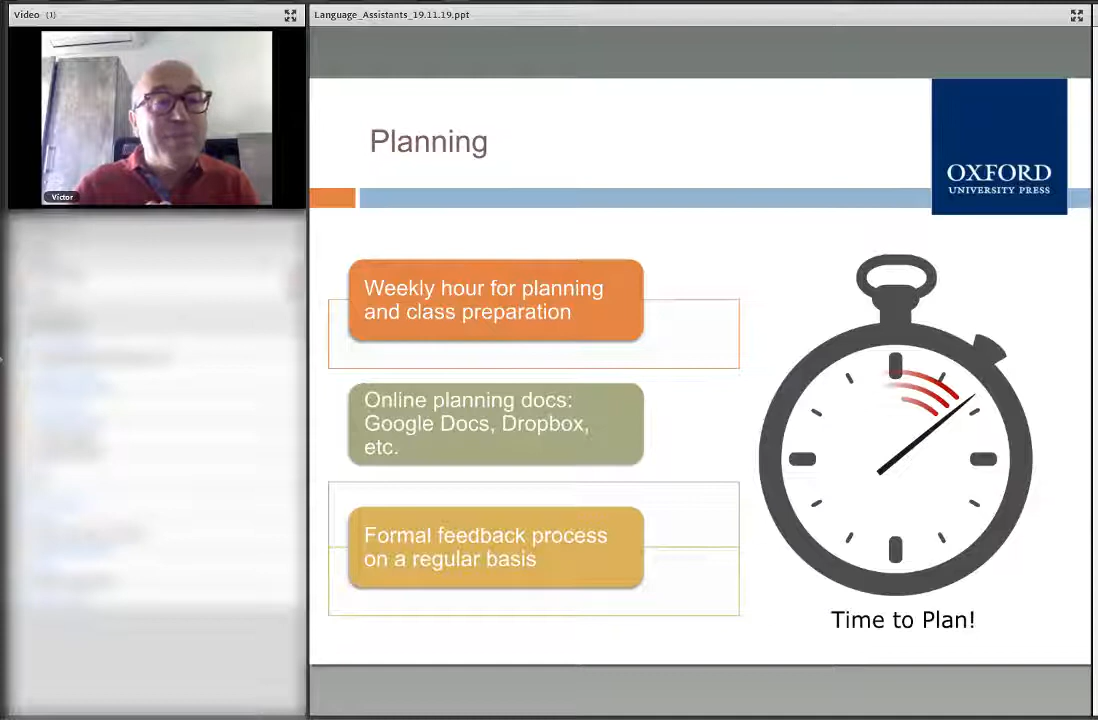 Video (1)
Language_Assistants_19.11.19.ppt
Victor
Planning
OXFORD
UNIVERSITY PRESS
Weekly hour for planning
and class preparation
Online planning docs:
Google Docs, Dropbox,
etc.
Formal feedback process
on a regular basis
Time to Plan!